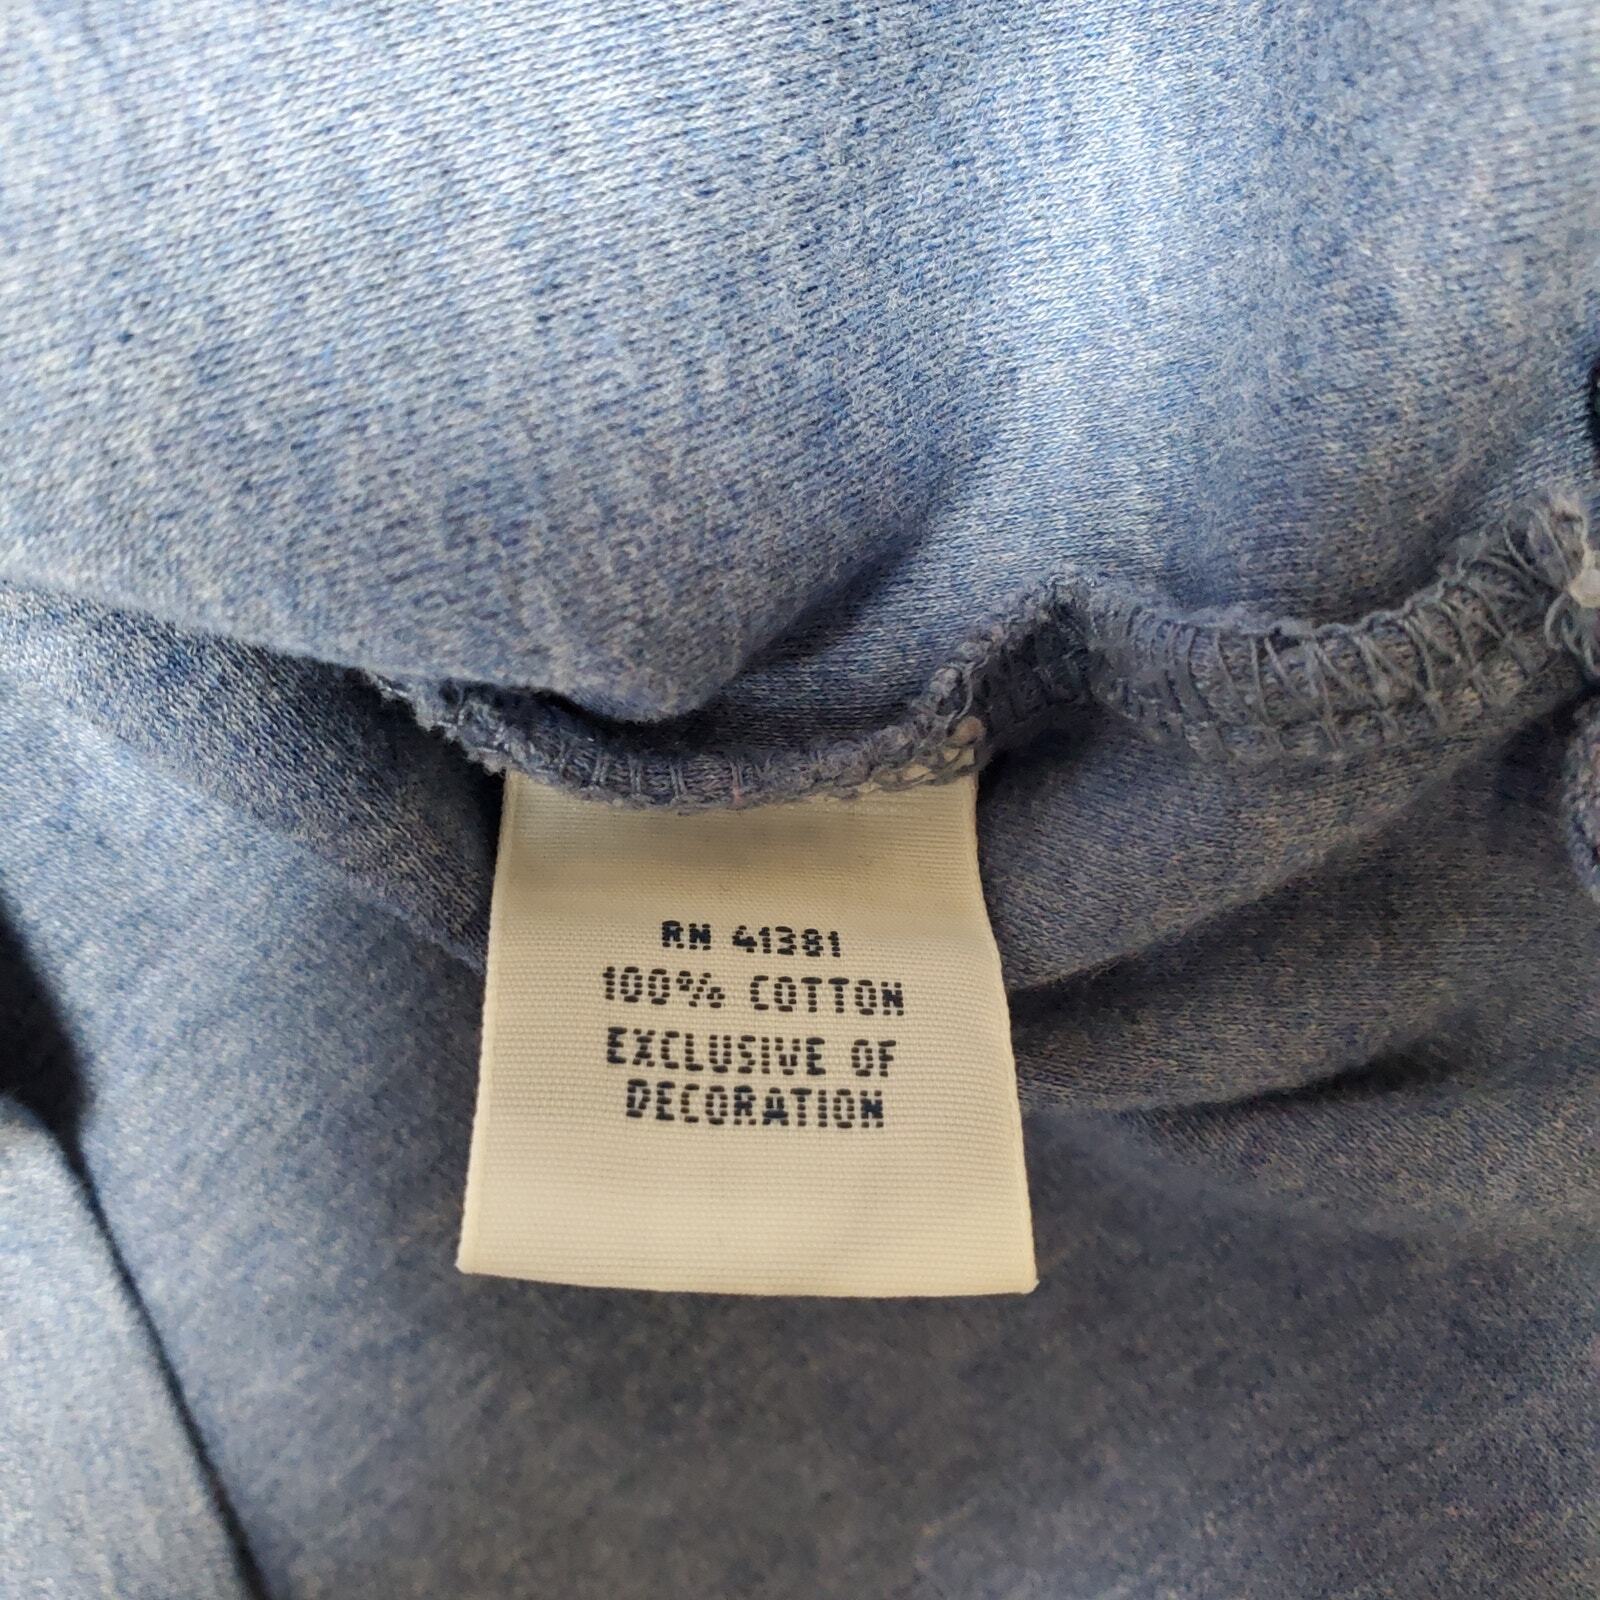 RN 41381
100% COTTON
EXCLUSIVE OF
DECORATION